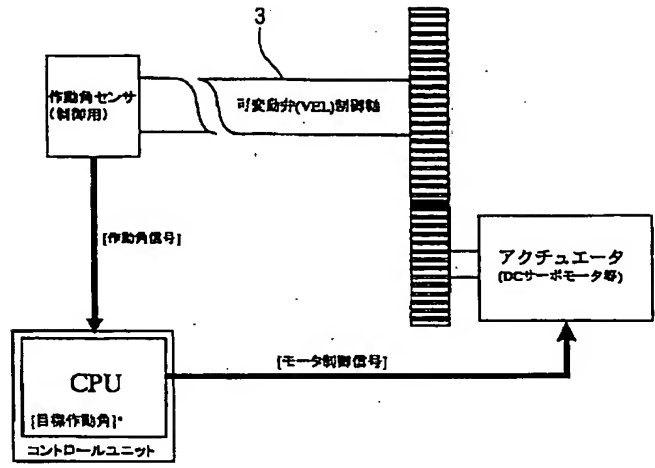 3
作動角センサ
(制御用)
可変動弁(VEL)制御軸
[作動角信号]
アクチュエータ
(DCサーボモータ等)
[モータ制御信号]
CPU
[目標作動角]*
コントロールユニット